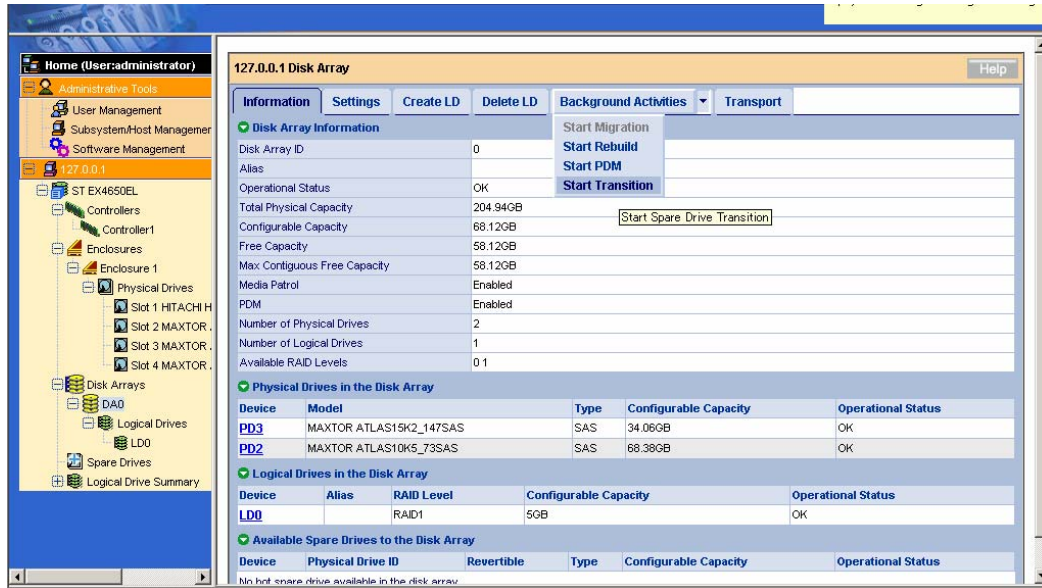 Home (User:administrator)
Administrative Tools
User Management
Subsystem/Host Managemer
Software Management
127.0.0.1
ST EX4650EL
Controllers
Controller1
Enclosures
Enclosure 1
Physical Drives
Slot 1 HITACHI H
Slot 2 MAXTOR
Slot 3 MAXTOR
Slot 4 MAXTOR
Disk Arrays
DA0
Logical Drives
LD0
Spare Drives
Logical Drive Summary
127.0.0.1 Disk Array Help
Information Settings Create LD Delete LD Background Activities Transport
Start Migration
Start Rebuild
Start PDM
Start Transition
Start Spare Drive Transition
Disk Array Information
Disk Array ID 0
Alias
Operational Status OK
Total Physical Capacity 204.94GB
Configurable Capacity 68.12GB
Free Capacity 58.12GB
Max Contiguous Free Capacity 58.12GB
Media Patrol Enabled
PDM Enabled
Number of Physical Drives 2
Number of Logical Drives 1
Available RAID Levels 0 1
Physical Drives in the Disk Array
Device Model Type Configurable Capacity Operational Status
PD3 MAXTOR ATLAS15K2_147SAS SAS 34.06GB OK
PD2 MAXTOR ATLAS10K5_73SAS SAS 68.38GB OK
Logical Drives in the Disk Array
Device Alias RAID Level Configurable Capacity Operational Status
LD0 RAID1 5GB OK
Available Spare Drives to the Disk Array
Device Physical Drive ID Revertible Type Configurable Capacity Operational Status
No hot spare drive available in the disk array